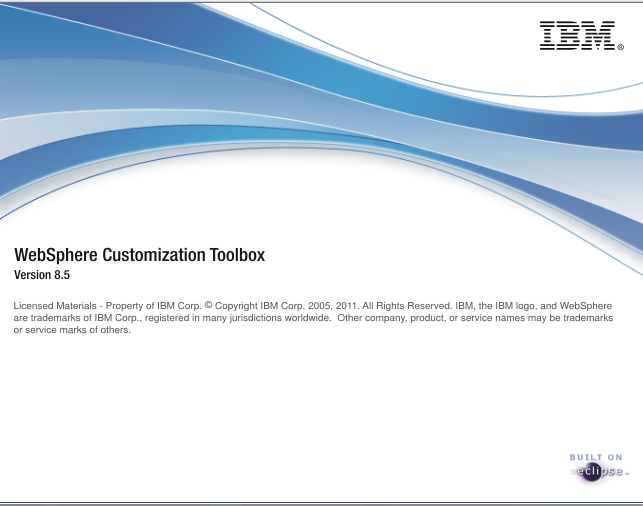 IBM®
WebSphere Customization Toolbox
Version 8.5
Licensed Materials - Property of IBM Corp. © Copyright IBM Corp. 2005, 2011. All Rights Reserved. IBM, the IBM logo, and WebSphere
are trademarks of IBM Corp., registered in many jurisdictions worldwide.  Other company, product, or service names may be trademarks
or service marks of others.
BUILT ON
eclipse™